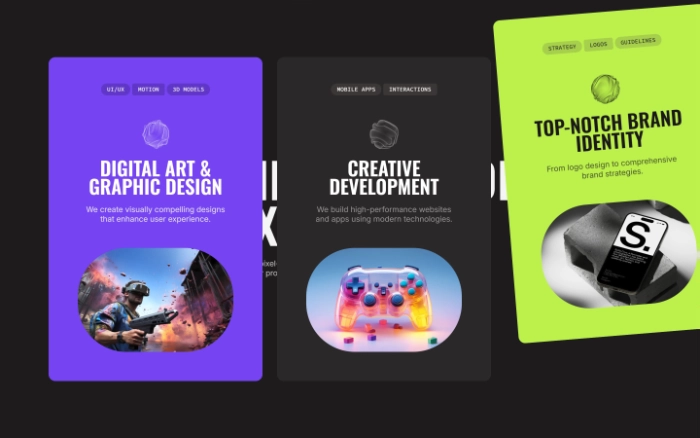 UI/UX MOTION 3D MODELS
DIGITAL ART &
GRAPHIC DESIGN
We create visually compelling designs
that enhance user experience.
MOBILE APPS INTERACTIONS
CREATIVE
DEVELOPMENT
We build high-performance websites
and apps using modern technologies.
STRATEGY LOGOS GUIDELINES
TOP-NOTCH BRAND
IDENTITY
From logo design to comprehensive
brand strategies.
S.